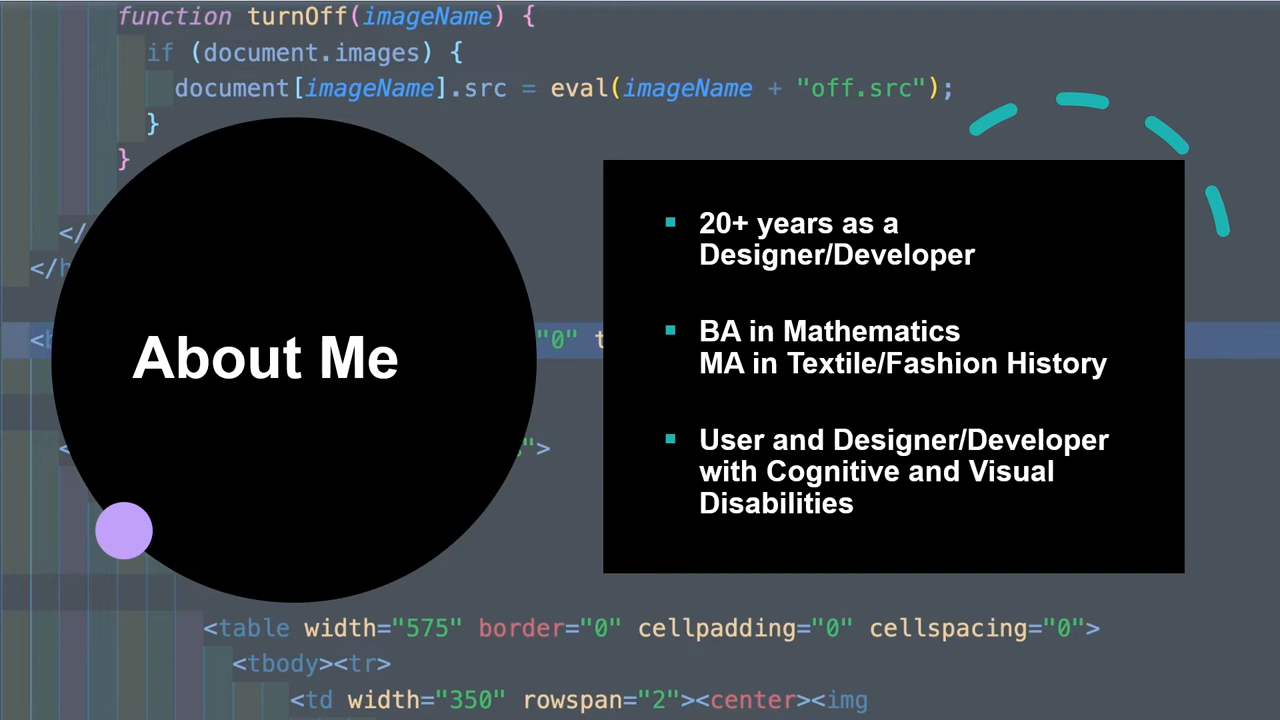 function turnOff(imageName) {
if (document.images) {
document[imageName].src = eval(imageName + "off.src");
}
}
</
</h
<b "0" t
About Me
20+ years as a
Designer/Developer
BA in Mathematics
MA in Textile/Fashion History
User and Designer/Developer
with Cognitive and Visual
Disabilities
< ">
<table width="575" border="0" cellpadding="0" cellspacing="0">
<tbody><tr>
<td width="350" rowspan="2"><center><img